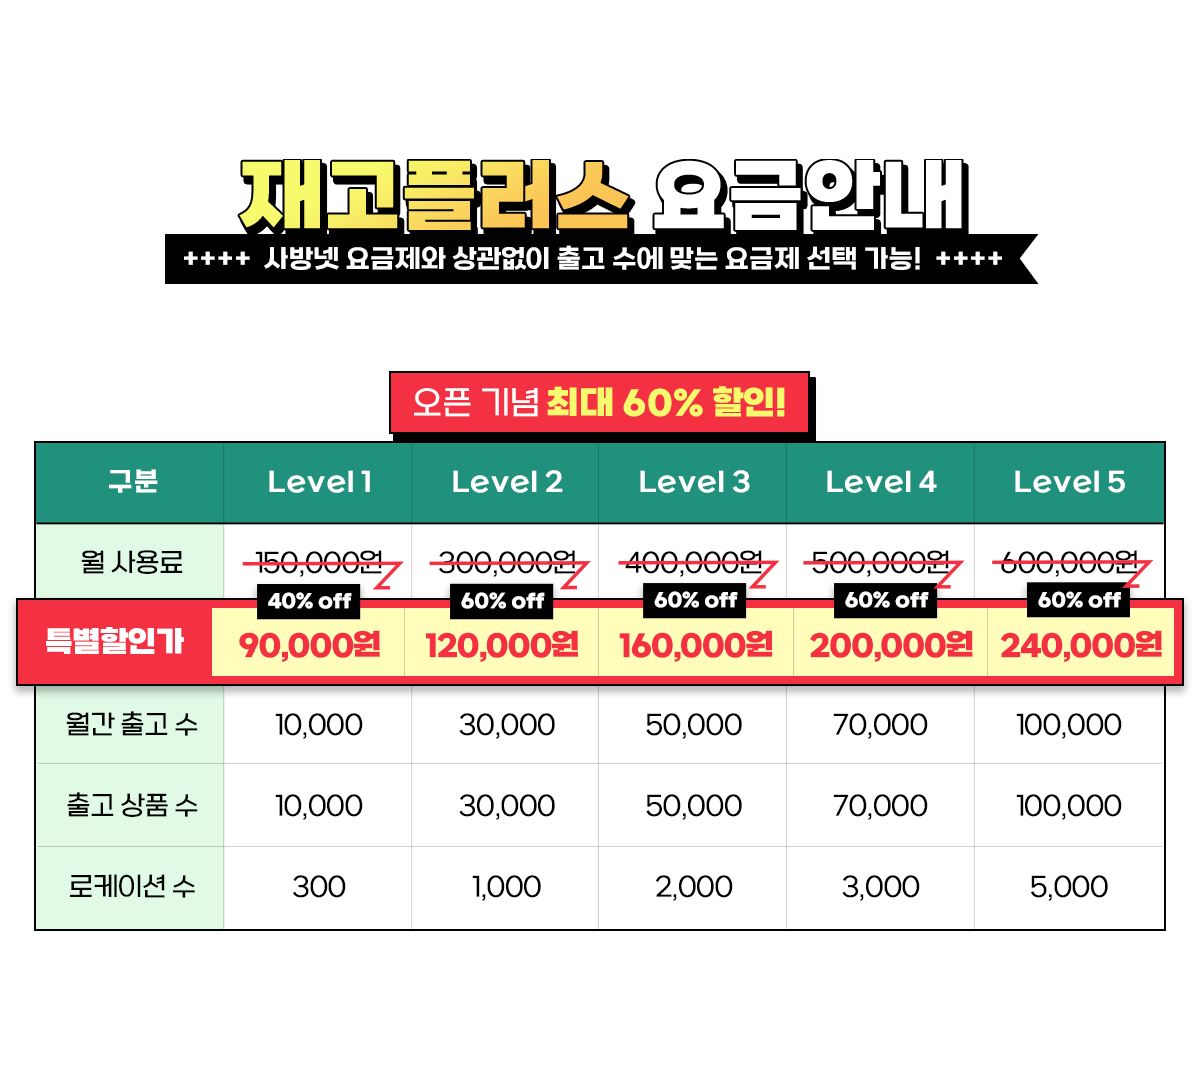 재고플러스 요금안내
++++ 사방넷 요금제와 상관없이 출고 수에 맞는 요금제 선택 가능! ++++
오픈 기념 최대 60% 할인!
구분 Level 1 Level 2 Level 3 Level 4 Level 5
월 사용료 150,000원 300,000원 400,000원 500,000원 600,000원
40% off 60% off 60% off 60% off 60% off
특별할인가 90,000원 120,000원 160,000원 200,000원 240,000원
월간 출고 수 10,000 30,000 50,000 70,000 100,000
출고 상품 수 10,000 30,000 50,000 70,000 100,000
로케이션 수 300 1,000 2,000 3,000 5,000